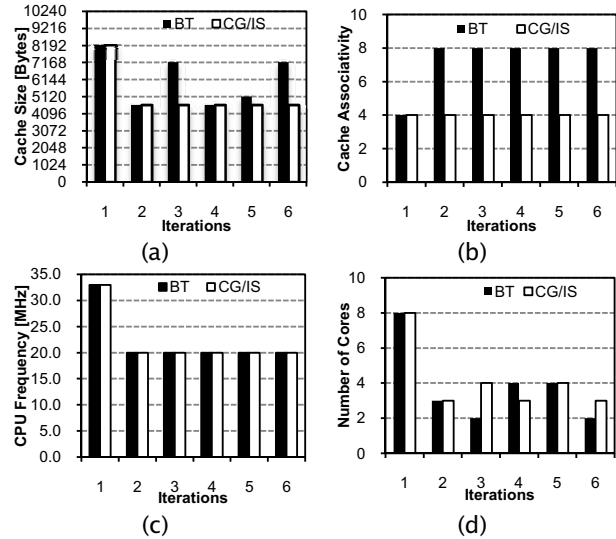 Cache Size [Bytes]
10240
9216
8192
7168
6144
5120
4096
3072
2048
1024
0
BT CG/IS
1 2 3 4 5 6
Iterations
(a)
Cache Associativity
10
8
6
4
2
0
BT CG/IS
1 2 3 4 5 6
Iterations
(b)
CPU Frequency [MHz]
35.0
30.0
25.0
20.0
15.0
10.0
5.0
0.0
BT CG/IS
1 2 3 4 5 6
Iterations
(c)
Number of Cores
10
8
6
4
2
0
BT CG/IS
1 2 3 4 5 6
Iterations
(d)